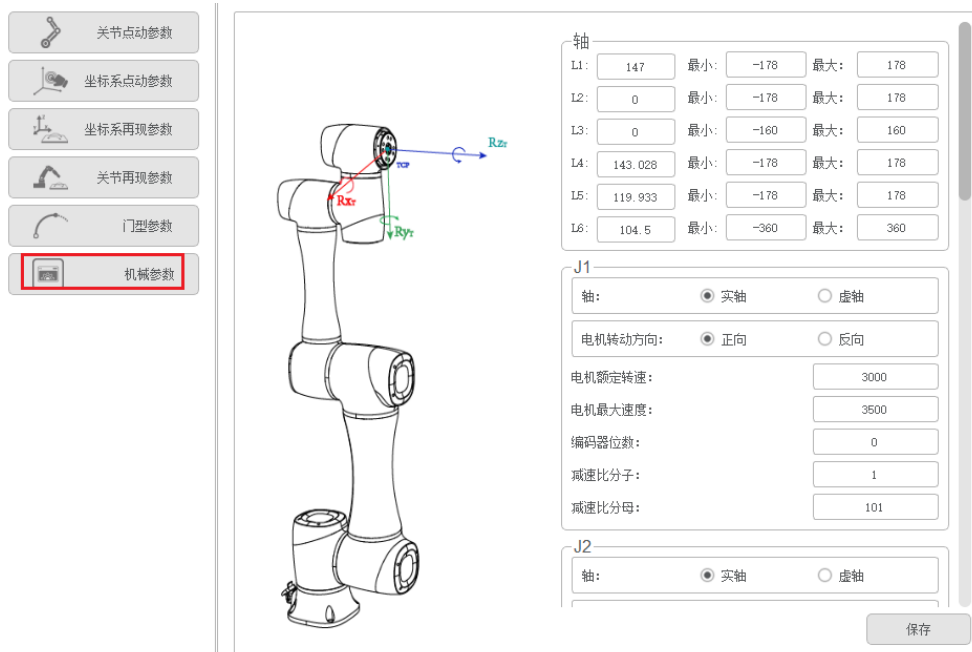 关节点动参数
坐标系点动参数
坐标系再现参数
关节再现参数
门型参数
机械参数
RzT
TCP
RxT
RyT
轴
L1: 147 最小: -178 最大: 178
L2: 0 最小: -178 最大: 178
L3: 0 最小: -160 最大: 160
L4: 143.028 最小: -178 最大: 178
L5: 119.933 最小: -178 最大: 178
L6: 104.5 最小: -360 最大: 360
J1
轴: 实轴 虚轴
电机转动方向: 正向 反向
电机额定转速: 3000
电机最大速度: 3500
编码器位数: 0
减速比分子: 1
减速比分母: 101
J2
轴: 实轴 虚轴
保存